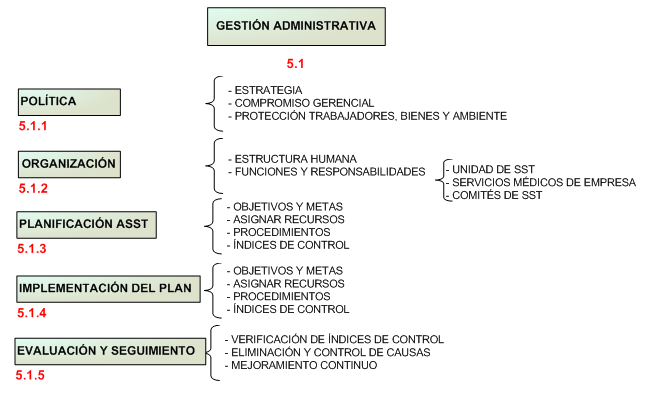 GESTIÓN ADMINISTRATIVA
5.1
POLÍTICA
5.1.1
- ESTRATEGIA
- COMPROMISO GERENCIAL
- PROTECCIÓN TRABAJADORES, BIENES Y AMBIENTE
ORGANIZACIÓN
5.1.2
- ESTRUCTURA HUMANA
- FUNCIONES Y RESPONSABILIDADES
- UNIDAD DE SST
- SERVICIOS MÉDICOS DE EMPRESA
- COMITÉS DE SST
PLANIFICACIÓN ASST
5.1.3
- OBJETIVOS Y METAS
- ASIGNAR RECURSOS
- PROCEDIMIENTOS
- ÍNDICES DE CONTROL
IMPLEMENTACIÓN DEL PLAN
5.1.4
- OBJETIVOS Y METAS
- ASIGNAR RECURSOS
- PROCEDIMIENTOS
- ÍNDICES DE CONTROL
EVALUACIÓN Y SEGUIMIENTO
5.1.5
- VERIFICACIÓN DE ÍNDICES DE CONTROL
- ELIMINACIÓN Y CONTROL DE CAUSAS
- MEJORAMIENTO CONTINUO